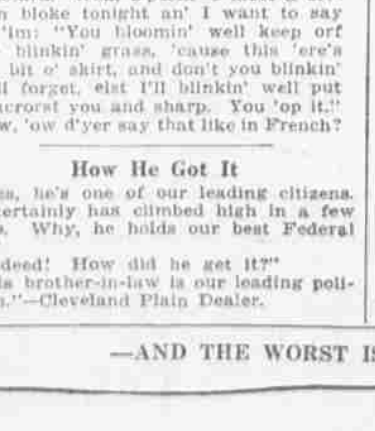 n bloke tonight an' I want to say
'im: "You bloomin' well keep orf
blinkin' grass, 'cause this 'ere's
bit o' skirt, and don't you blinkin'
ll forget, elst I'll blinkin' well put
acrorst you and sharp. You 'op it."
w, 'ow d'yer say that like in French?
How He Got It
es, he's one of our leading citizens.
certainly has climbed high in a few
s. Why, he holds our best Federal
deed! How did he get it?"
is brother-in-law is our leading poli-
n."—Cleveland Plain Dealer.
—AND THE WORST IS